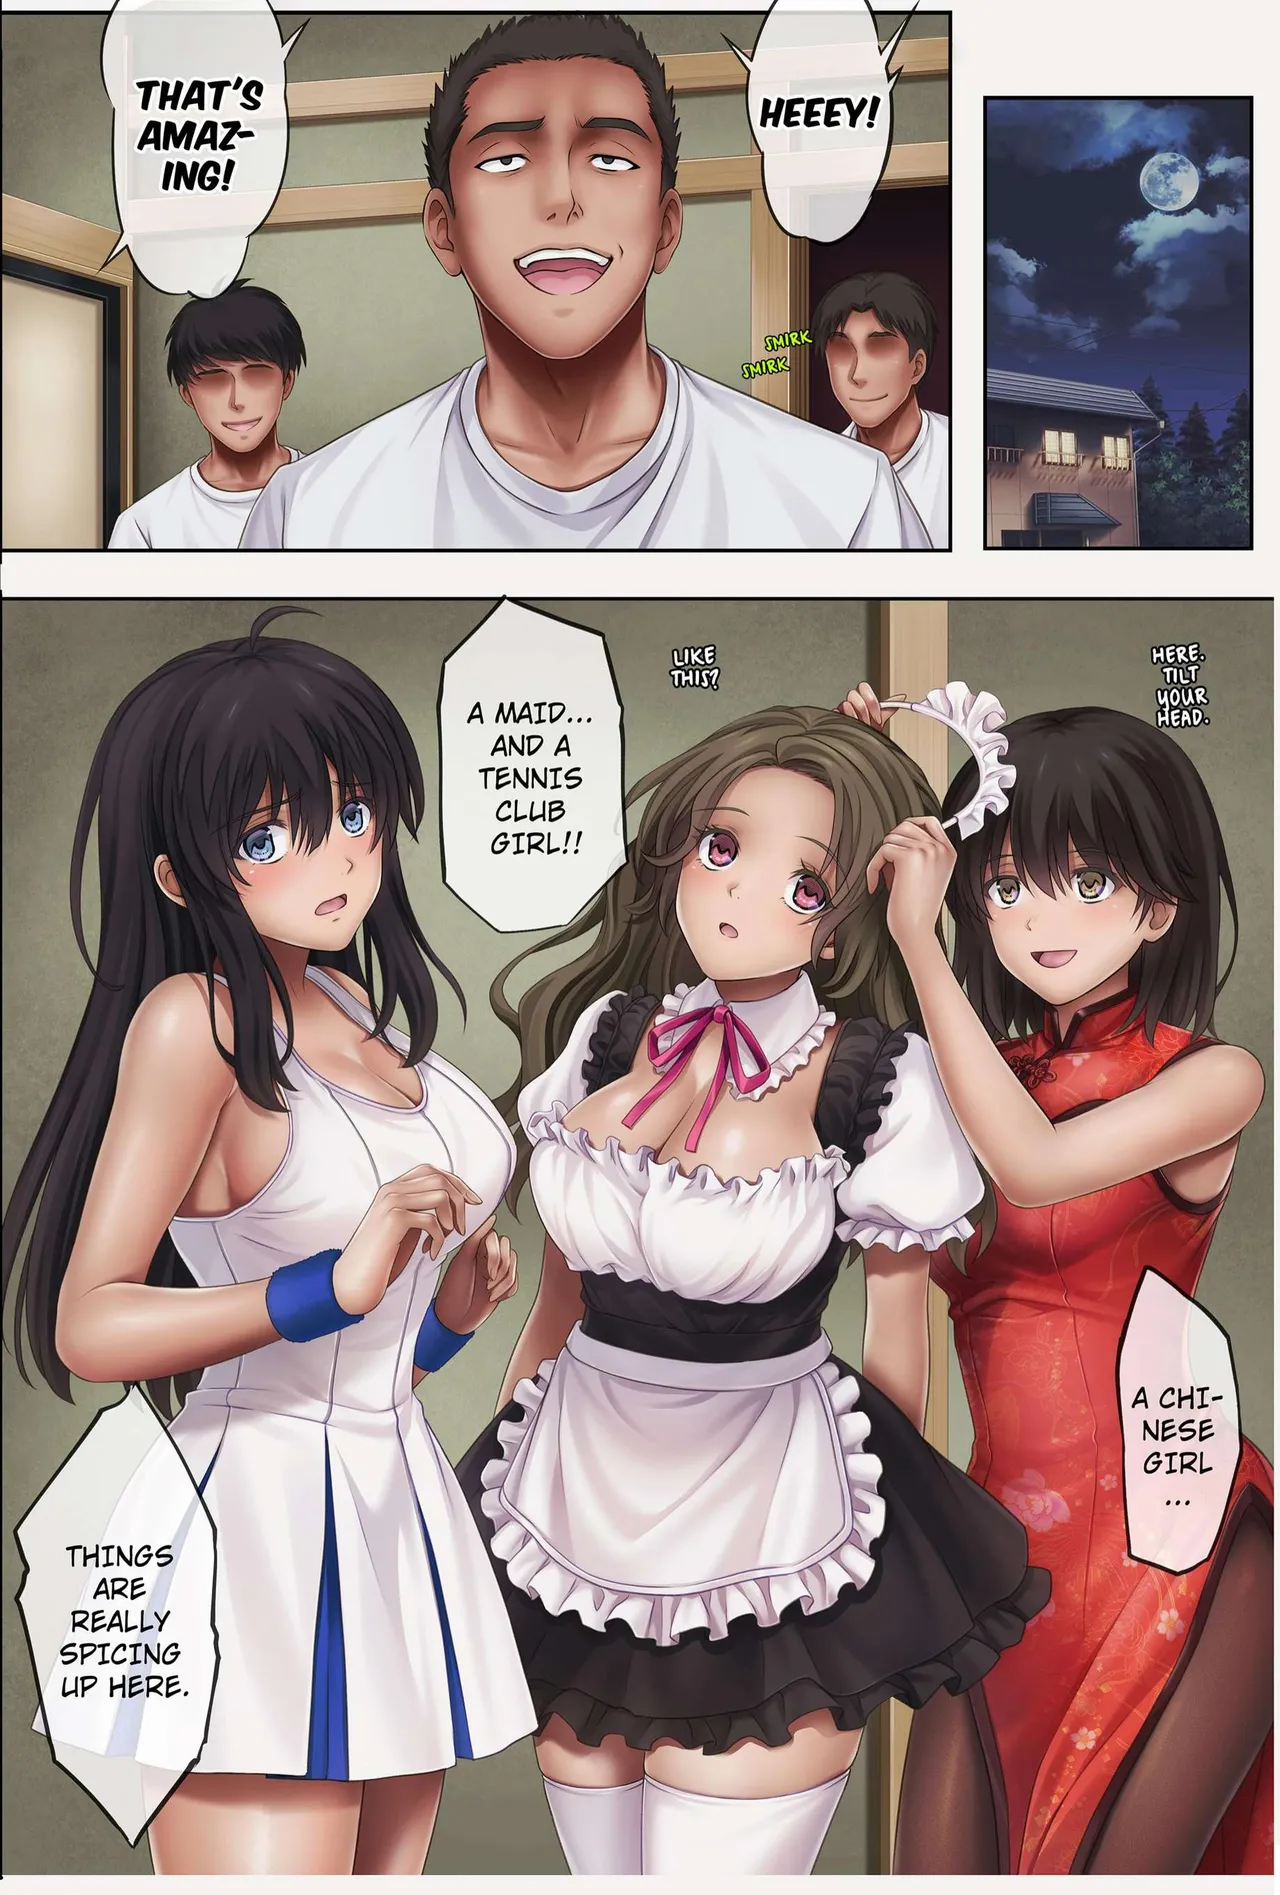 HEEEY!
THAT'S
AMAZ-
ING!
SMIRK
SMIRK
HERE.
TILT
YOUR
HEAD.
LIKE
THIS?
A MAID...
AND A
TENNIS
CLUB
GIRL!!
A CHI-
NESE
GIRL
...
THINGS
ARE
REALLY
SPICING
UP HERE.